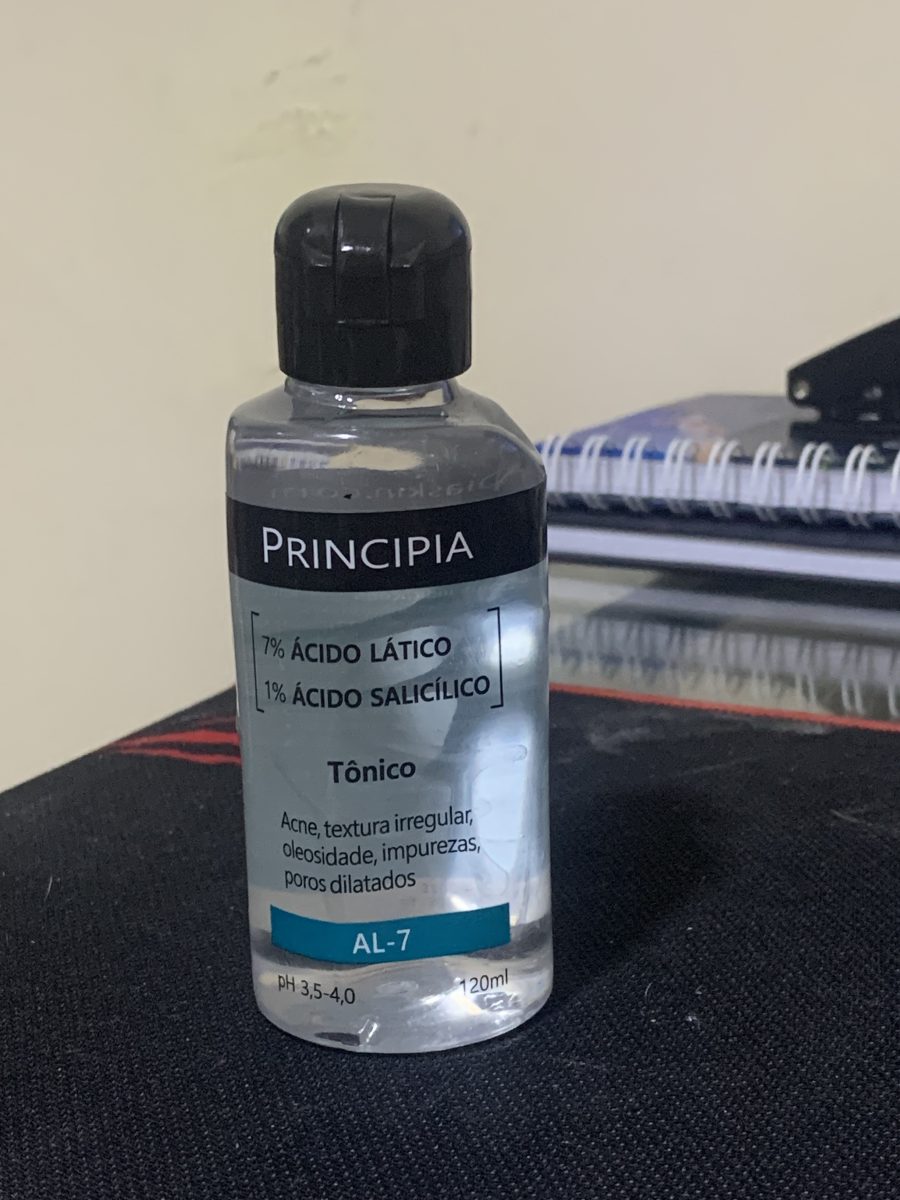 PRINCIPIA
7% ÁCIDO LÁTICO
1% ÁCIDO SALICÍLICO
Tônico
Acne, textura irregular,
oleosidade, impurezas,
poros dilatados
AL-7
pH 3,5-4,0
120ml